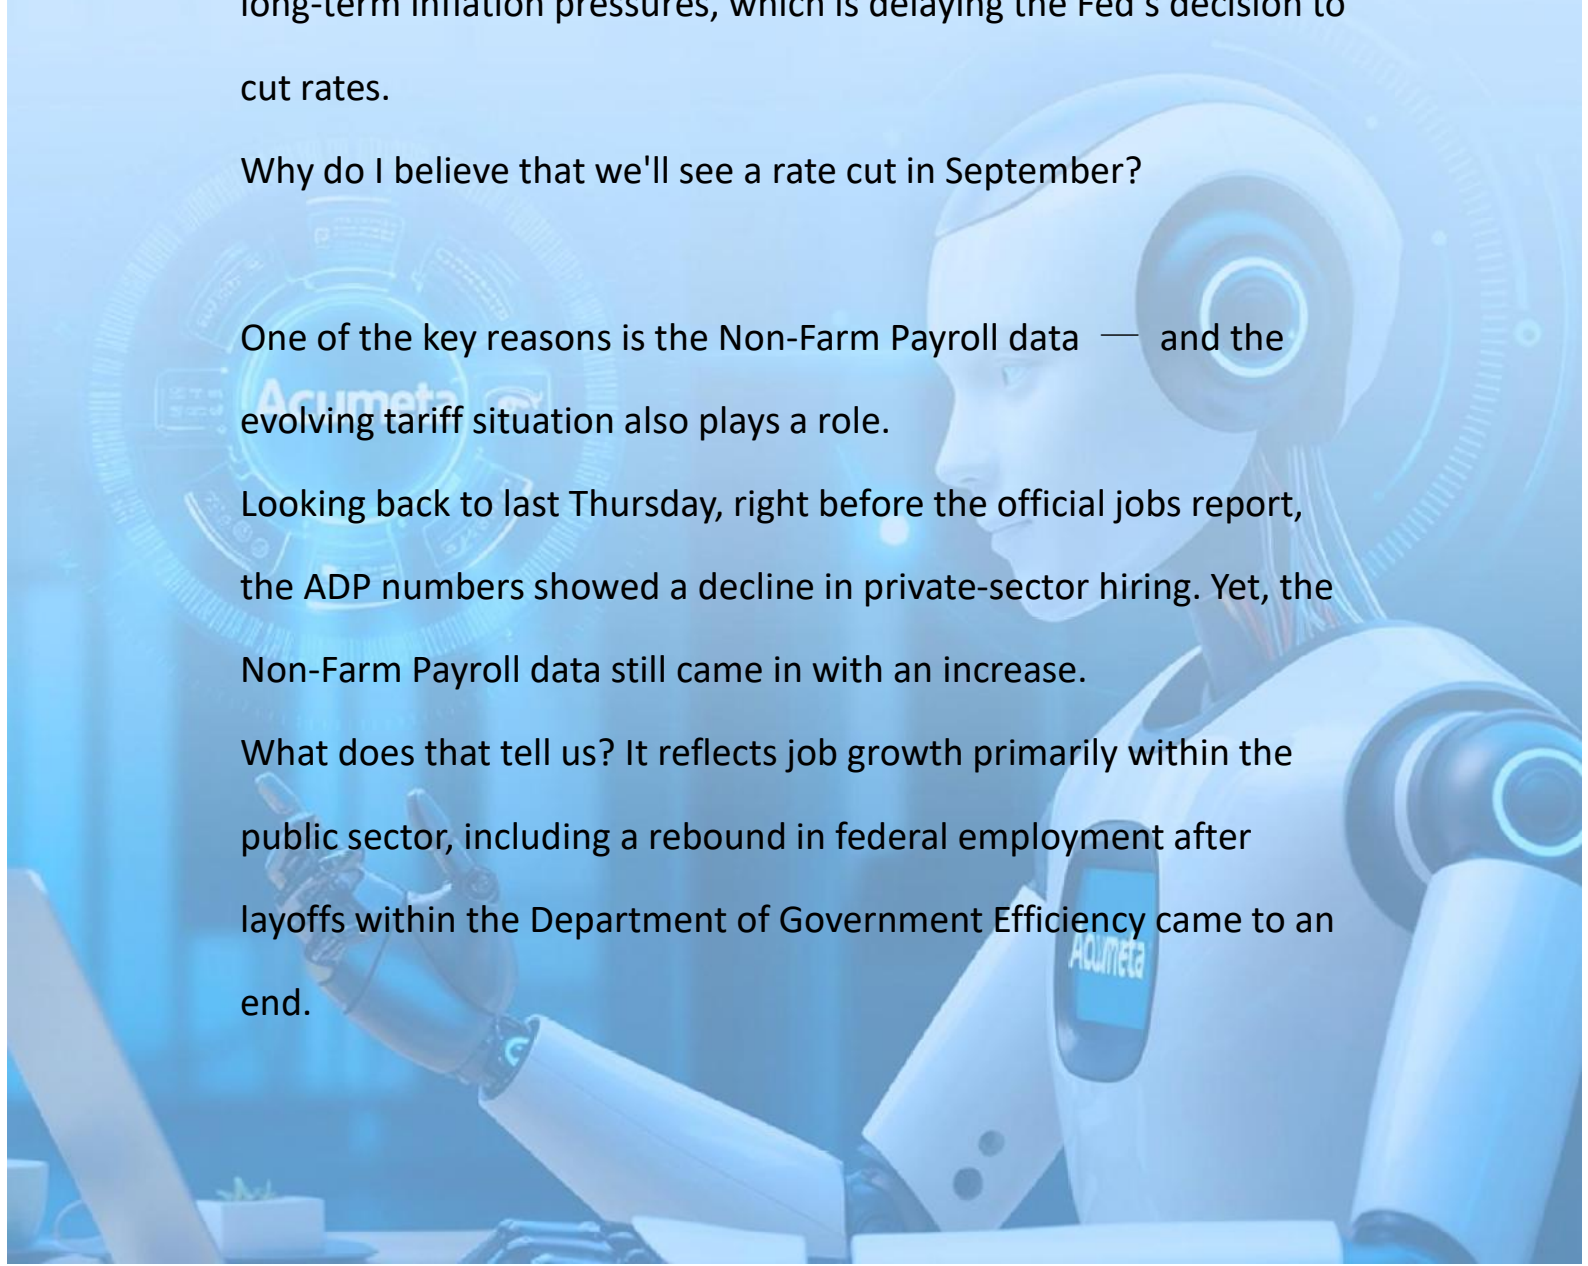 long-term inflation pressures, which is delaying the Fed's decision to
cut rates.
Why do I believe that we'll see a rate cut in September?
One of the key reasons is the Non-Farm Payroll data — and the
Acumeta
evolving tariff situation also plays a role.
Looking back to last Thursday, right before the official jobs report,
the ADP numbers showed a decline in private-sector hiring. Yet, the
Non-Farm Payroll data still came in with an increase.
What does that tell us? It reflects job growth primarily within the
public sector, including a rebound in federal employment after
layoffs within the Department of Government Efficiency came to an
Acumeta
end.